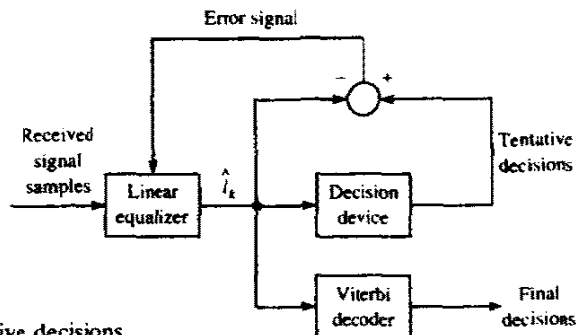 Error signal
−
+
Received
signal
samples
Linear
equalizer
Î_k
Decision
device
Tentative
decisions
Viterbi
decoder
Final
decisions
ive decisions